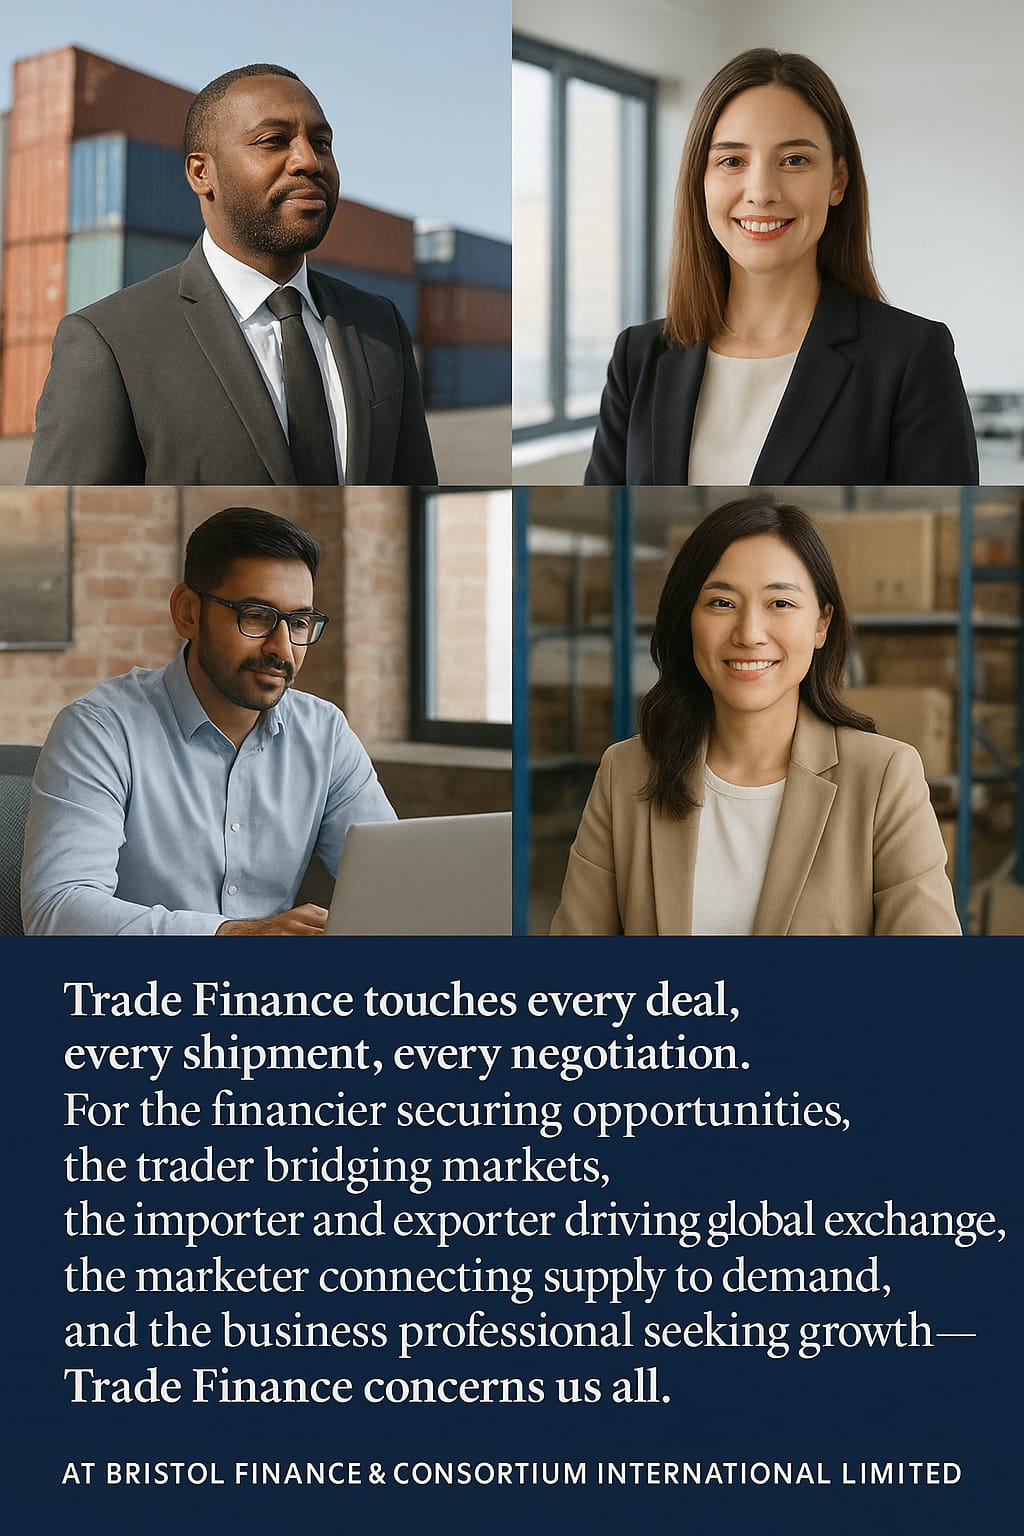 Trade Finance touches every deal,
every shipment, every negotiation.
For the financier securing opportunities,
the trader bridging markets,
the importer and exporter driving global exchange,
the marketer connecting supply to demand,
and the business professional seeking growth—
Trade Finance concerns us all.
AT BRISTOL FINANCE & CONSORTIUM INTERNATIONAL LIMITED